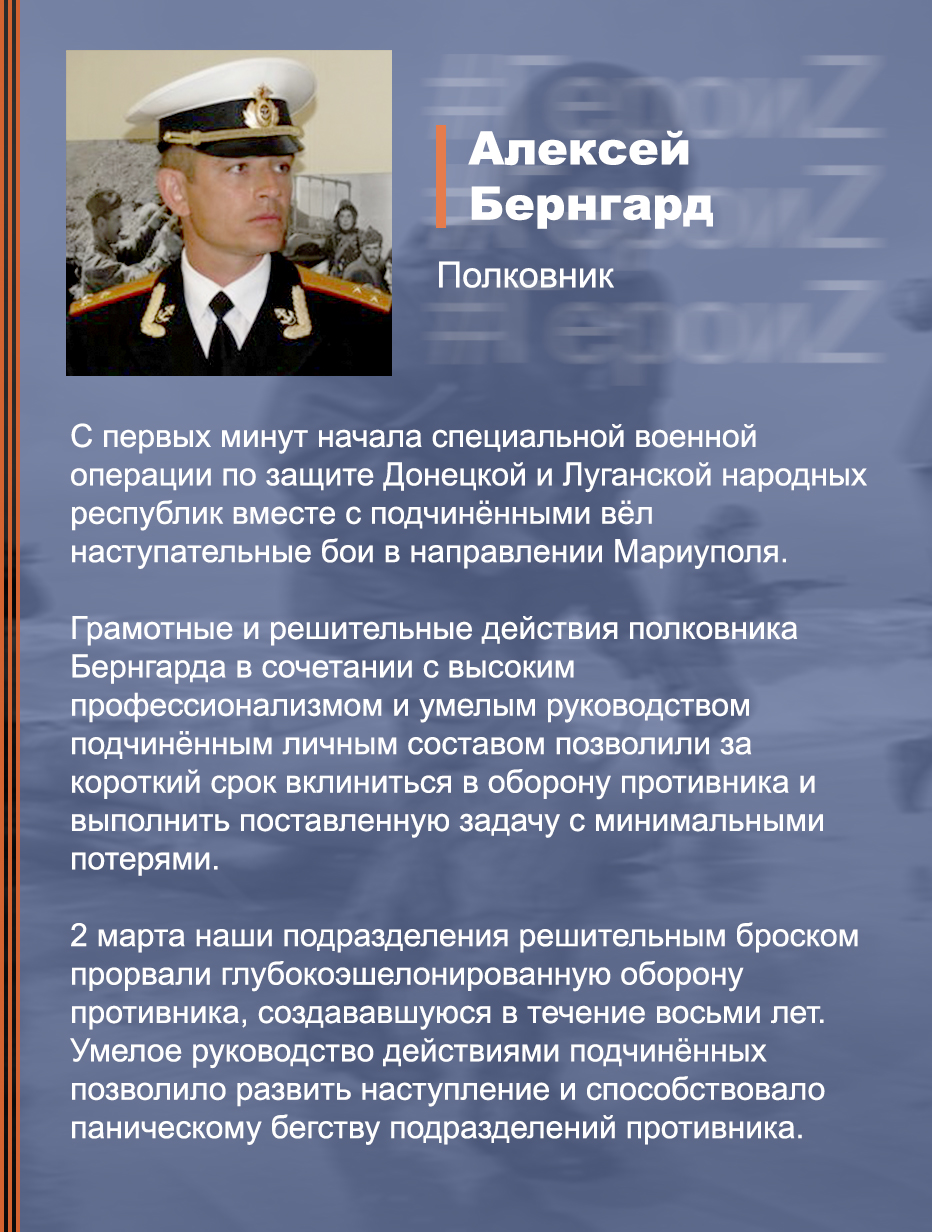 #ГероиZ
#ГероиZ
#ГероиZ
Алексей
Бернгард
Полковник
С первых минут начала специальной военной
операции по защите Донецкой и Луганской народных
республик вместе с подчинёнными вёл
наступательные бои в направлении Мариуполя.
Грамотные и решительные действия полковника
Бернгарда в сочетании с высоким
профессионализмом и умелым руководством
подчинённым личным составом позволили за
короткий срок вклиниться в оборону противника и
выполнить поставленную задачу с минимальными
потерями.
2 марта наши подразделения решительным броском
прорвали глубокоэшелонированную оборону
противника, создававшуюся в течение восьми лет.
Умелое руководство действиями подчинённых
позволило развить наступление и способствовало
паническому бегству подразделений противника.